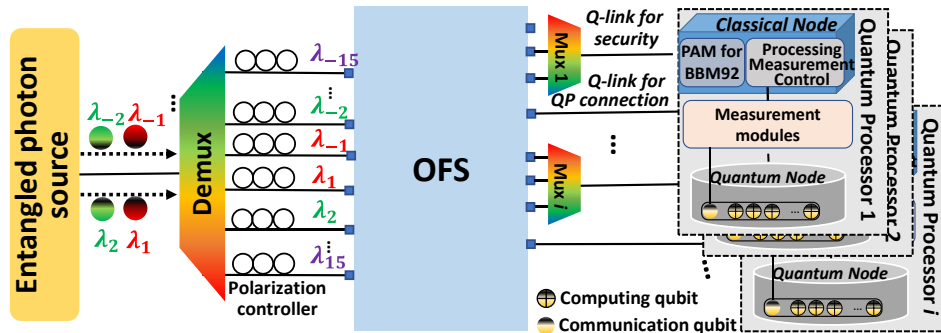 Entangled photon
source
λ₋₂ λ₋₁
...
λ₂ λ₁
Demux
λ₋₁₅
...
λ₋₂
λ₋₁
λ₁
λ₂
...
λ₁₅
Polarization
controller
OFS
Mux 1
...
Mux i
Q-link for
security
Q-link for
QP connection
...
Classical Node
PAM for
BBM92
Processing
Measurement
Control
Measurement
modules
Quantum Node
...
Quantum Processor 1
Quantum Processor 2
Quantum Processor i
...
Quantum Node
...
Computing qubit
Communication qubit